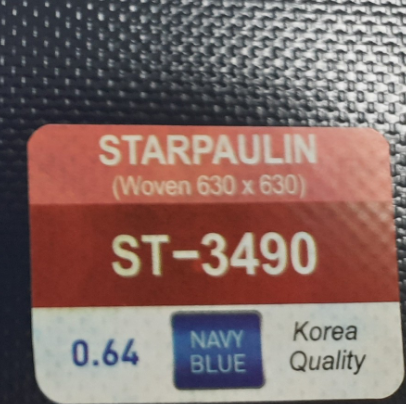 STARPAULIN
(Woven 630 x 630)
ST-3490
0.64
NAVY
BLUE
Korea
Quality